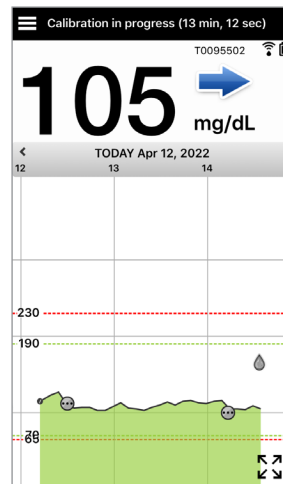 Calibration in progress (13 min, 12 sec)
T0095502
105
mg/dL
TODAY Apr 12, 2022
12 13 14
230
190
70